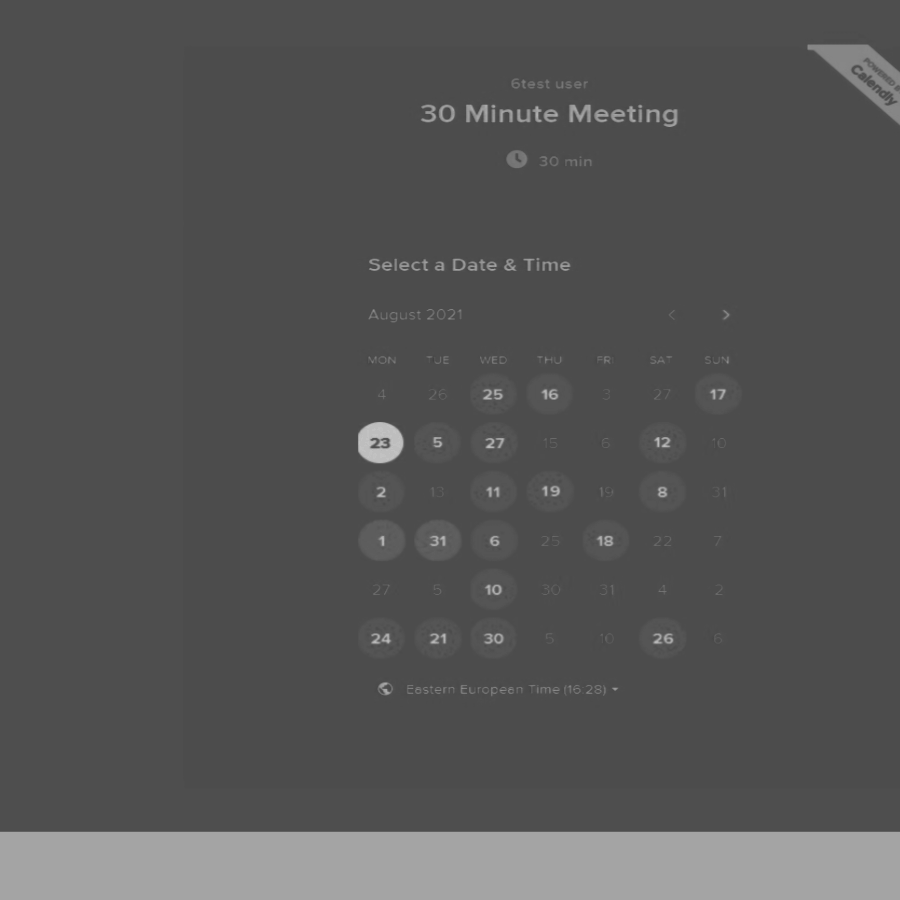 6test user
POWERED
Calendly
30 Minute Meeting
30 min
Select a Date & Time
August 2021
MON TUE WED THU FRI SAT SUN
4 26 25 16 3 27 17
23 5 27 15 6 12 10
2 13 11 19 19 8 31
1 31 6 25 18 22 7
27 5 10 30 31 4 2
24 21 30 5 10 26 6
Eastern European Time (16:28)